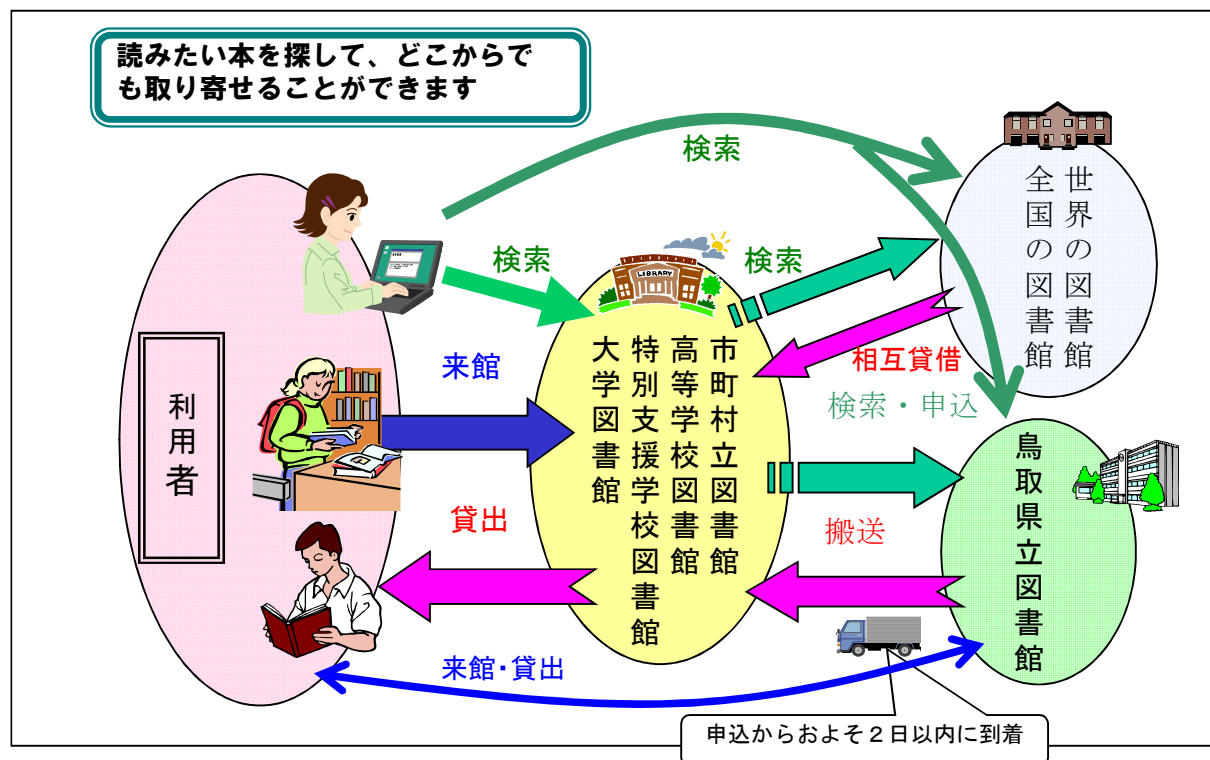 読みたい本を探して、どこからで
も取り寄せることができます
検索
世界の図書館
全国の図書館
検索
LIBRARY
検索
利用者
来館
市町村立図書館
高等学校図書館
特別支援学校図書館
大学図書館
相互貸借
検索・申込
鳥取県立図書館
貸出
搬送
来館・貸出
申込からおよそ２日以内に到着